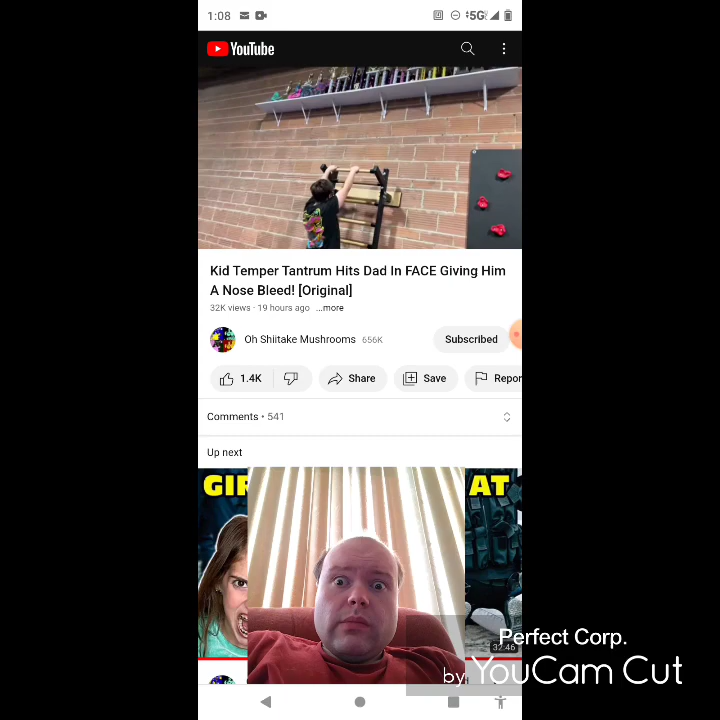 1:08
5G
YouTube
Kid Temper Tantrum Hits Dad In FACE Giving Him
A Nose Bleed! [Original]
32K views · 19 hours ago ...more
Oh Shiitake Mushrooms 656K
Subscribed
1.4K
Share
Save
Repor
Comments • 541
Up next
GIR
AT
32:46
Perfect Corp.
by YouCam Cut